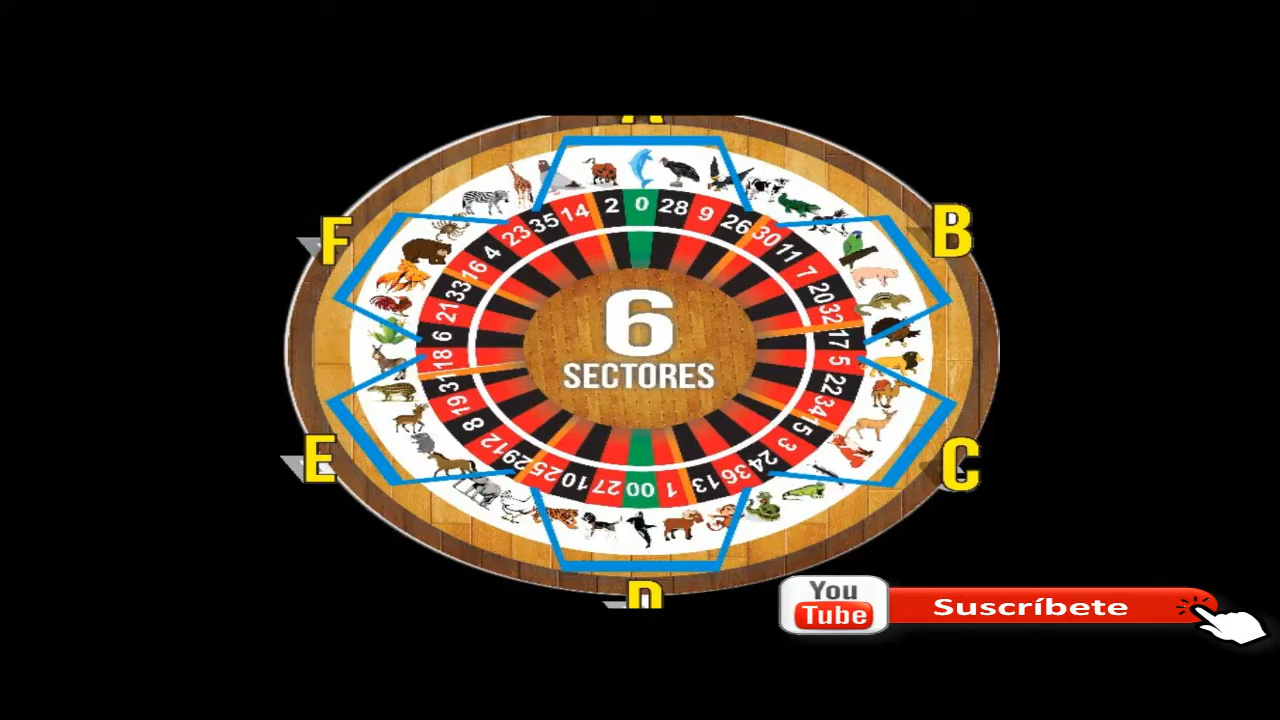 A
B
C
D
E
F
0 28 9 26 30 11 7 20 32 17 5 22 34 15 3 24 36 13 1 00 27 10 25 29 12 8 19 31 18 6 21 33 16 4 23 35 14 2
6
SECTORES
You
Tube
Suscríbete